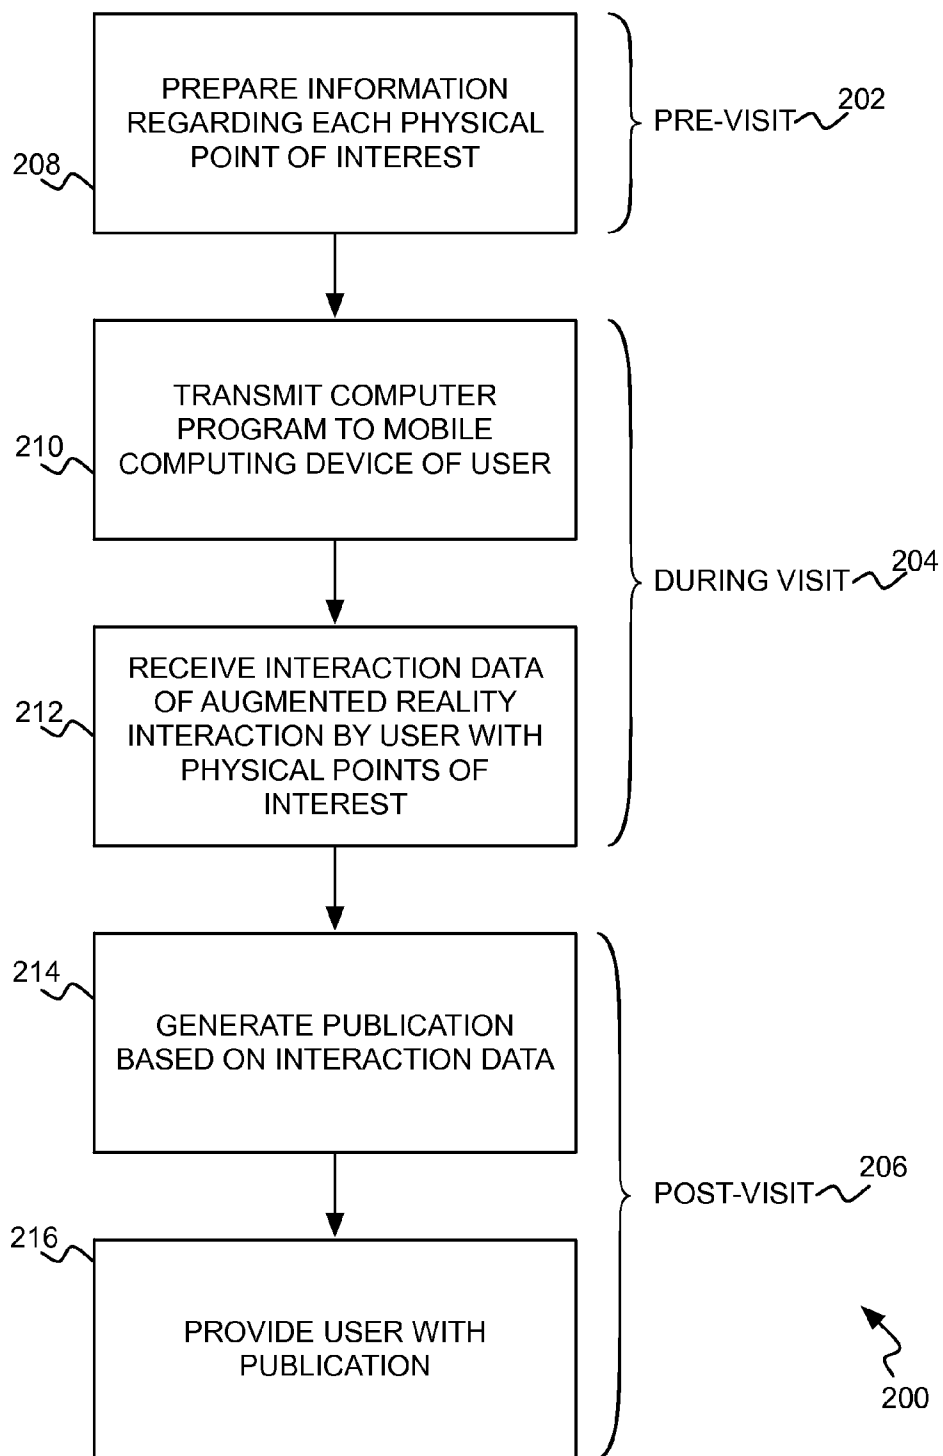 PREPARE INFORMATION
REGARDING EACH PHYSICAL
POINT OF INTEREST
208
PRE-VISIT
202
TRANSMIT COMPUTER
PROGRAM TO MOBILE
COMPUTING DEVICE OF USER
210
DURING VISIT
204
RECEIVE INTERACTION DATA
OF AUGMENTED REALITY
INTERACTION BY USER WITH
PHYSICAL POINTS OF
INTEREST
212
GENERATE PUBLICATION
BASED ON INTERACTION DATA
214
POST-VISIT
206
PROVIDE USER WITH
PUBLICATION
216
200